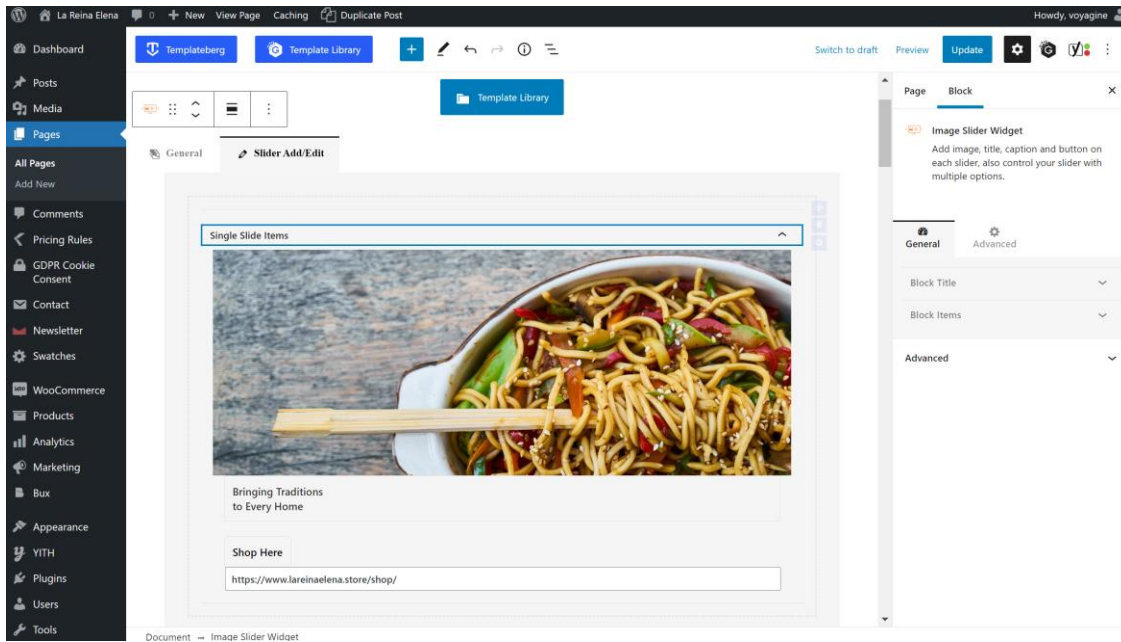 La Reina Elena 0 New View Page Caching Duplicate Post Howdy, voyagine
Dashboard
Posts
Media
Pages
All Pages
Add New
Comments
Pricing Rules
GDPR Cookie
Consent
Contact
Newsletter
Swatches
WooCommerce
Products
Analytics
Marketing
Bux
Appearance
YITH
Plugins
Users
Tools
Templateberg Template Library Switch to draft Preview Update
Template Library
General Slider Add/Edit
Single Slide Items
Bringing Traditions
to Every Home
Shop Here
https://www.lareinaelena.store/shop/
Document → Image Slider Widget
Page Block
Image Slider Widget
Add image, title, caption and button on
each slider, also control your slider with
multiple options.
General Advanced
Block Title
Block Items
Advanced